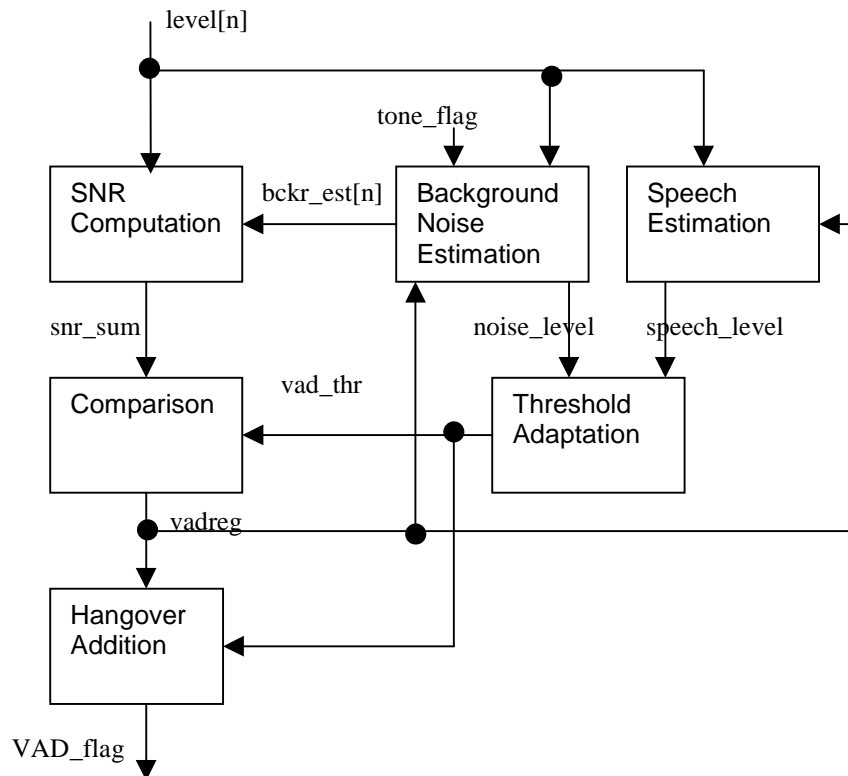 level[n]
tone_flag
SNR
Computation
bckr_est[n]
Background
Noise
Estimation
Speech
Estimation
snr_sum
noise_level
speech_level
Comparison
vad_thr
Threshold
Adaptation
vadreg
Hangover
Addition
VAD_flag